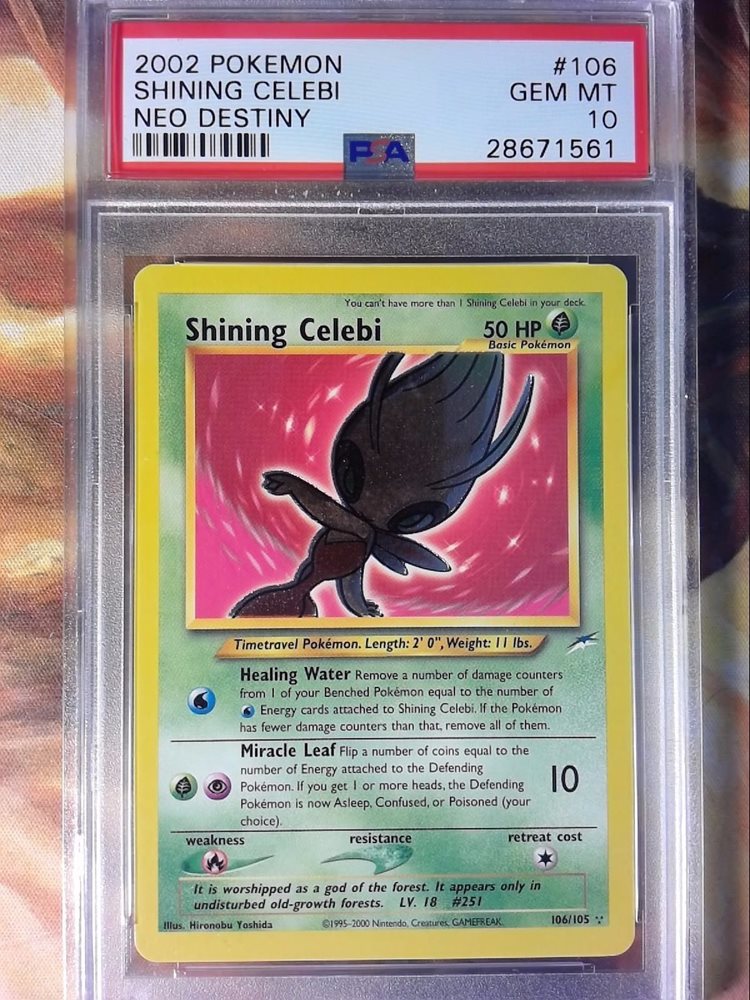 2002 POKEMON #106
SHINING CELEBI GEM MT
NEO DESTINY 10
PSA 28671561
You can't have more than 1 Shining Celebi in your deck.
Shining Celebi 50 HP
Basic Pokémon
Timetravel Pokémon. Length: 2' 0", Weight: 11 lbs.
Healing Water Remove a number of damage counters
from 1 of your Benched Pokémon equal to the number of
Energy cards attached to Shining Celebi. If the Pokémon
has fewer damage counters than that, remove all of them.
Miracle Leaf Flip a number of coins equal to the
number of Energy attached to the Defending
Pokémon. If you get 1 or more heads, the Defending 10
Pokémon is now Asleep, Confused, or Poisoned (your
choice).
weakness resistance retreat cost
It is worshipped as a god of the forest. It appears only in
undisturbed old-growth forests. LV. 18 #251
Illus. Hironobu Yoshida ©1995-2000 Nintendo, Creatures, GAMEFREAK. 106/105